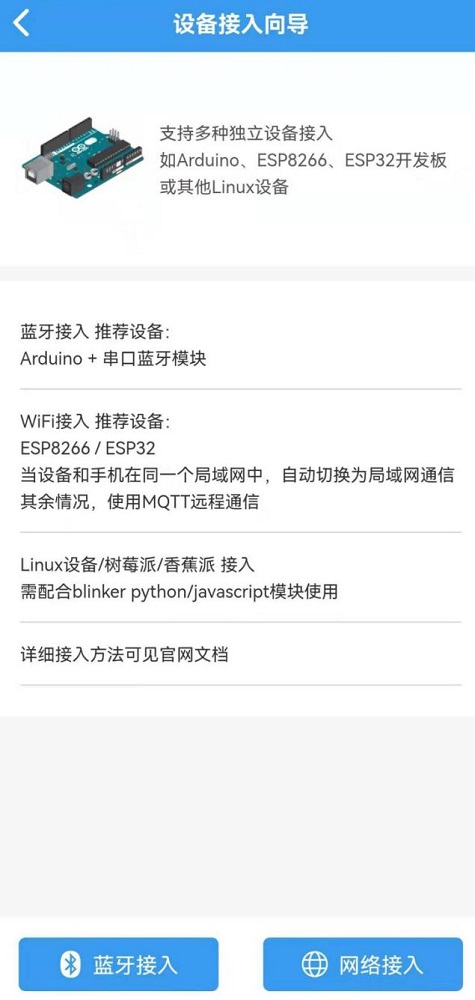 设备接入向导
支持多种独立设备接入
如Arduino、ESP8266、ESP32开发板
或其他Linux设备
蓝牙接入 推荐设备：
Arduino + 串口蓝牙模块
WiFi接入 推荐设备：
ESP8266 / ESP32
当设备和手机在同一个局域网中，自动切换为局域网通信
其余情况，使用MQTT远程通信
Linux设备/树莓派/香蕉派 接入
需配合blinker python/javascript模块使用
详细接入方法可见官网文档
蓝牙接入
网络接入